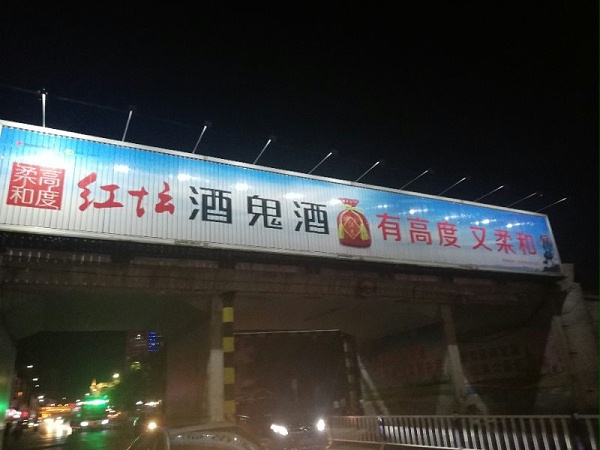 高度
柔和
红坛
酒鬼酒
有高度又柔和